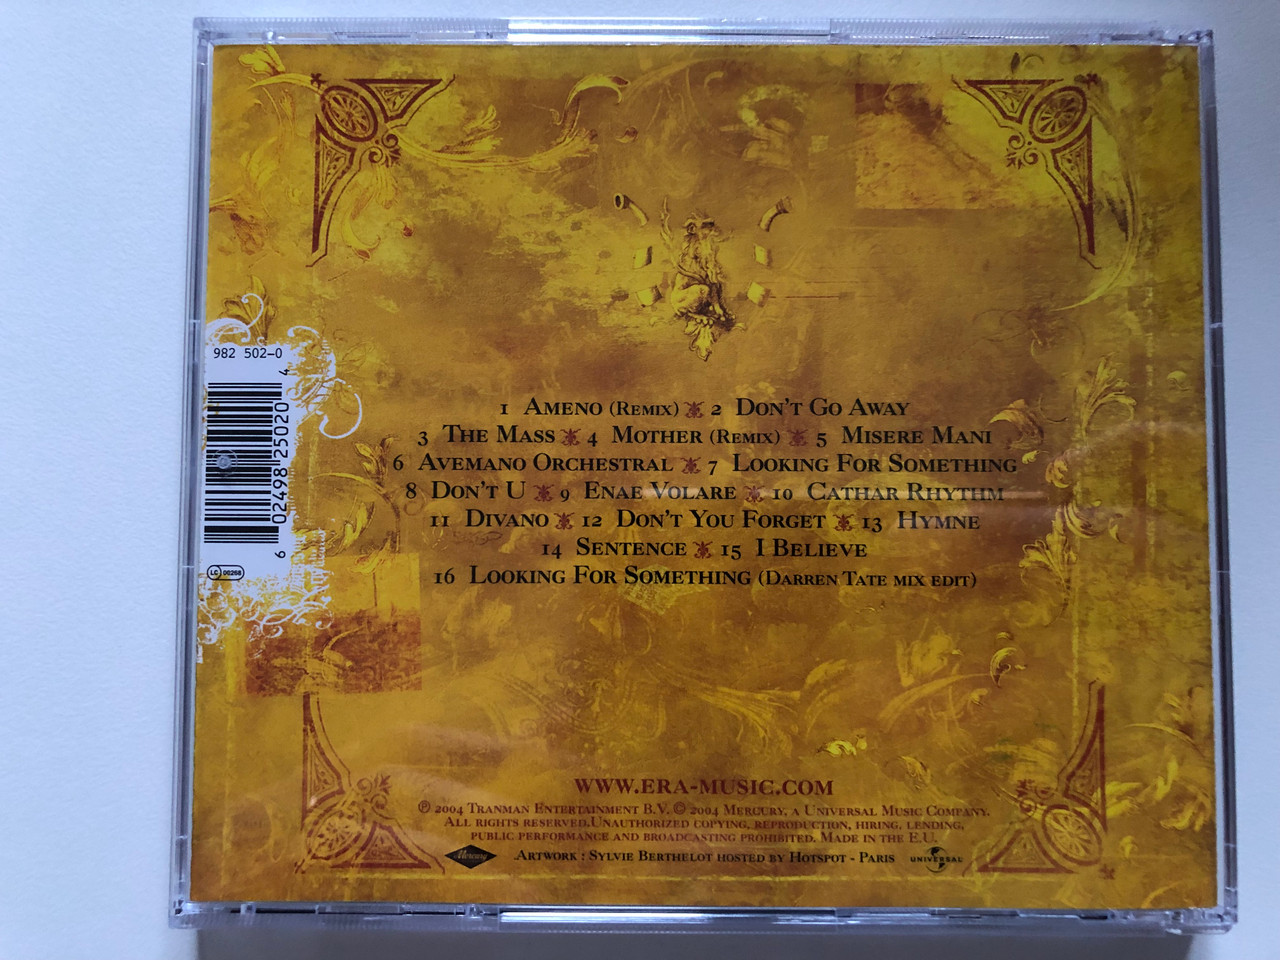 982 502-0
6 02498 25020 4
LC 00268
1 AMENO (REMIX) 2 DON'T GO AWAY
3 THE MASS 4 MOTHER (REMIX) 5 MISERE MANI
6 AVEMANO ORCHESTRAL 7 LOOKING FOR SOMETHING
8 DON'T U 9 ENAE VOLARE 10 CATHAR RHYTHM
11 DIVANO 12 DON'T YOU FORGET 13 HYMNE
14 SENTENCE 15 I BELIEVE
16 LOOKING FOR SOMETHING (DARREN TATE MIX EDIT)
WWW.ERA-MUSIC.COM
℗ 2004 TRANMAN ENTERTAINMENT B.V. © 2004 MERCURY, A UNIVERSAL MUSIC COMPANY.
ALL RIGHTS RESERVED.UNAUTHORIZED COPYING, REPRODUCTION, HIRING, LENDING,
PUBLIC PERFORMANCE AND BROADCASTING PROHIBITED. MADE IN THE E.U.
Mercury ARTWORK : SYLVIE BERTHELOT HOSTED BY HOTSPOT - PARIS UNIVERSAL